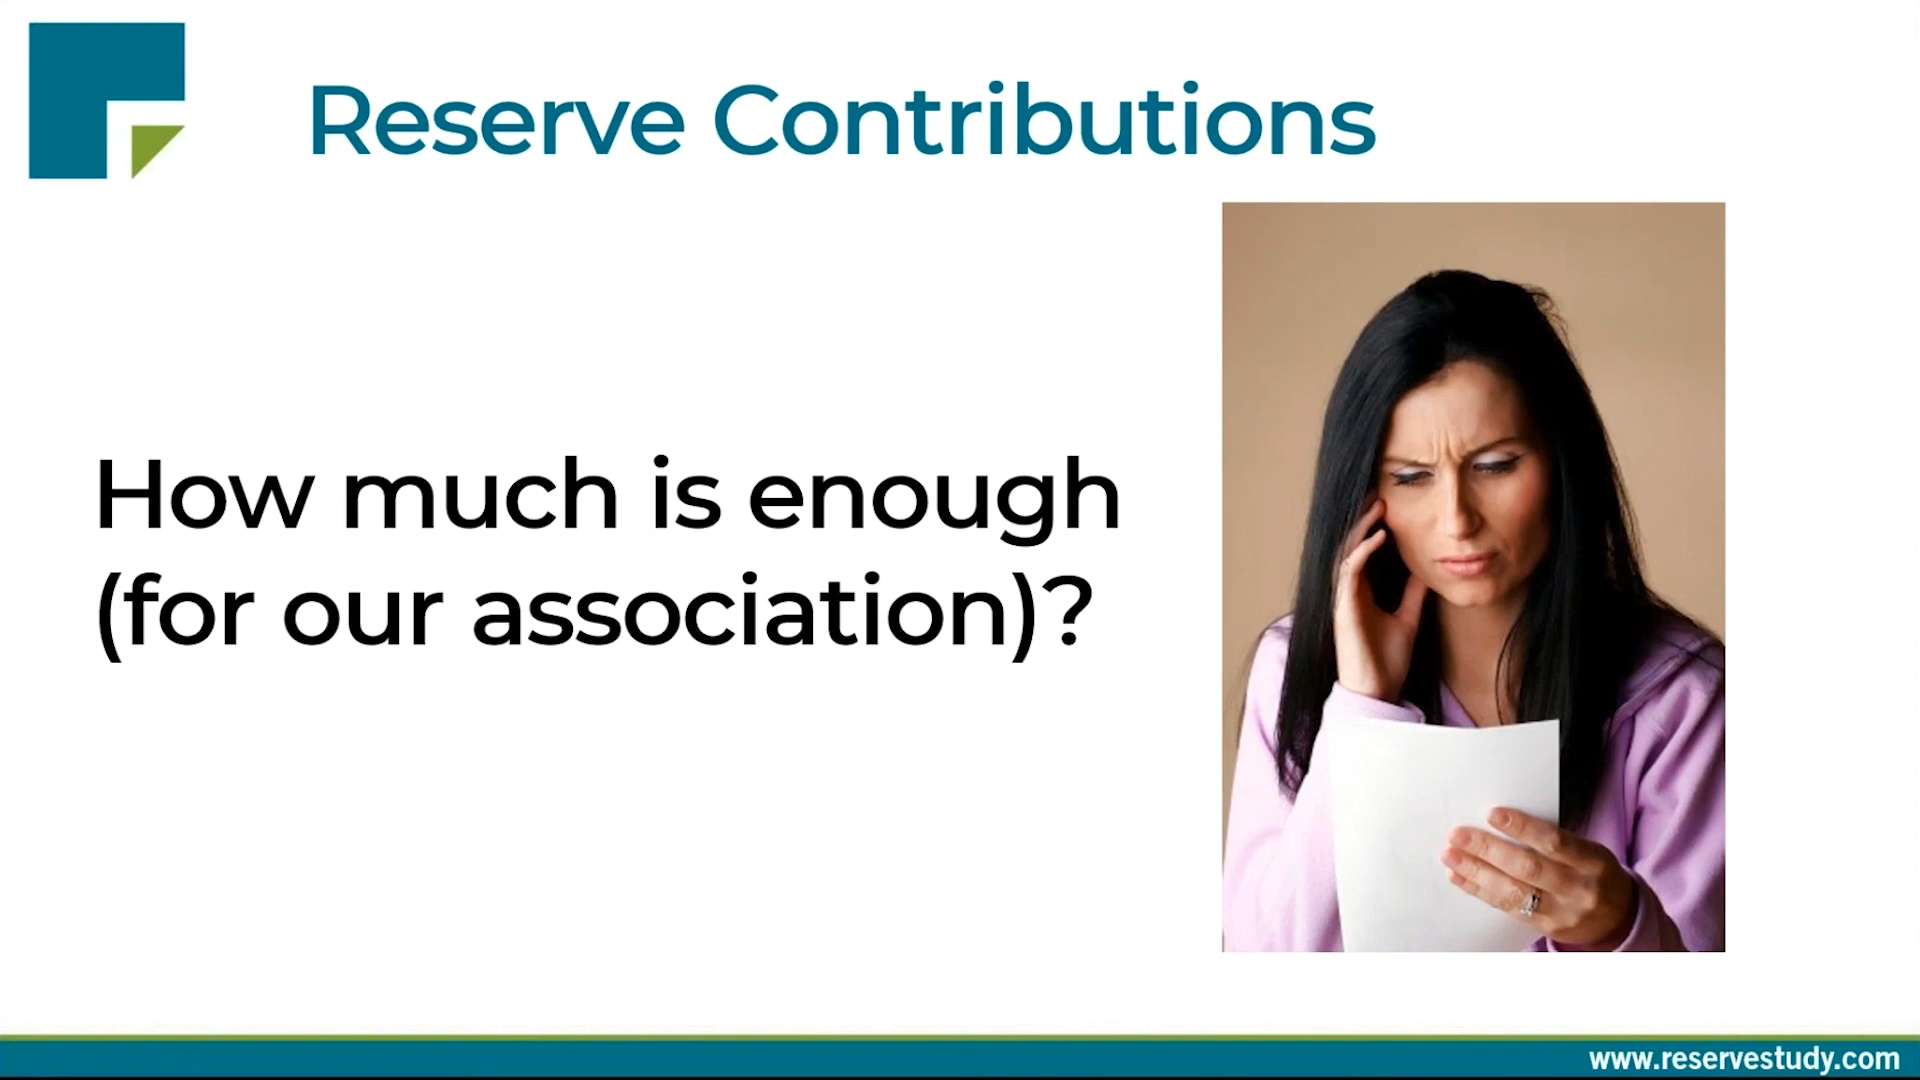 Reserve Contributions
How much is enough
(for our association)?
www.reservestudy.com